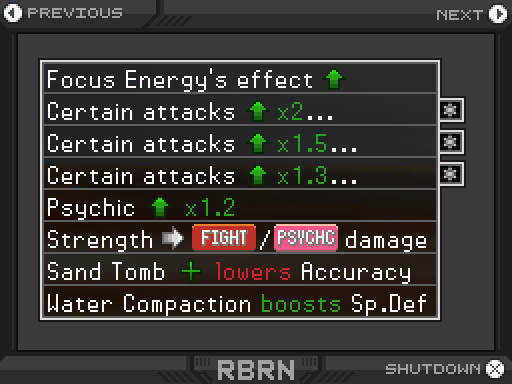 PREVIOUS
NEXT
Focus Energy's effect
Certain attacks x2...
Certain attacks x1.5...
Certain attacks x1.3...
Psychic x1.2
Strength FIGHT / PSYCHC damage
Sand Tomb + lowers Accuracy
Water Compaction boosts Sp.Def
RBRN
SHUTDOWN